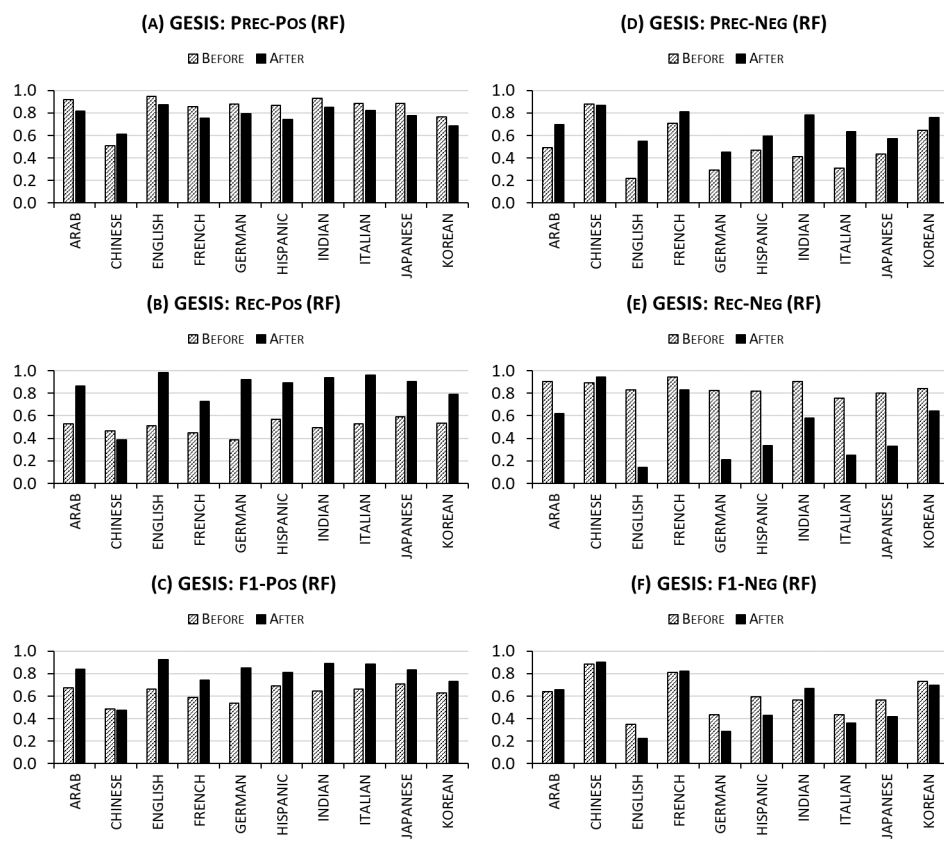 (A) GESIS: PREC-POS (RF)
BEFORE AFTER
1.0
0.8
0.6
0.4
0.2
0.0
ARAB
CHINESE
ENGLISH
FRENCH
GERMAN
HISPANIC
INDIAN
ITALIAN
JAPANESE
KOREAN
(D) GESIS: PREC-NEG (RF)
BEFORE AFTER
1.0
0.8
0.6
0.4
0.2
0.0
ARAB
CHINESE
ENGLISH
FRENCH
GERMAN
HISPANIC
INDIAN
ITALIAN
JAPANESE
KOREAN
(B) GESIS: REC-POS (RF)
BEFORE AFTER
1.0
0.8
0.6
0.4
0.2
0.0
ARAB
CHINESE
ENGLISH
FRENCH
GERMAN
HISPANIC
INDIAN
ITALIAN
JAPANESE
KOREAN
(E) GESIS: REC-NEG (RF)
BEFORE AFTER
1.0
0.8
0.6
0.4
0.2
0.0
ARAB
CHINESE
ENGLISH
FRENCH
GERMAN
HISPANIC
INDIAN
ITALIAN
JAPANESE
KOREAN
(C) GESIS: F1-POS (RF)
BEFORE AFTER
1.0
0.8
0.6
0.4
0.2
0.0
ARAB
CHINESE
ENGLISH
FRENCH
GERMAN
HISPANIC
INDIAN
ITALIAN
JAPANESE
KOREAN
(F) GESIS: F1-NEG (RF)
BEFORE AFTER
1.0
0.8
0.6
0.4
0.2
0.0
ARAB
CHINESE
ENGLISH
FRENCH
GERMAN
HISPANIC
INDIAN
ITALIAN
JAPANESE
KOREAN